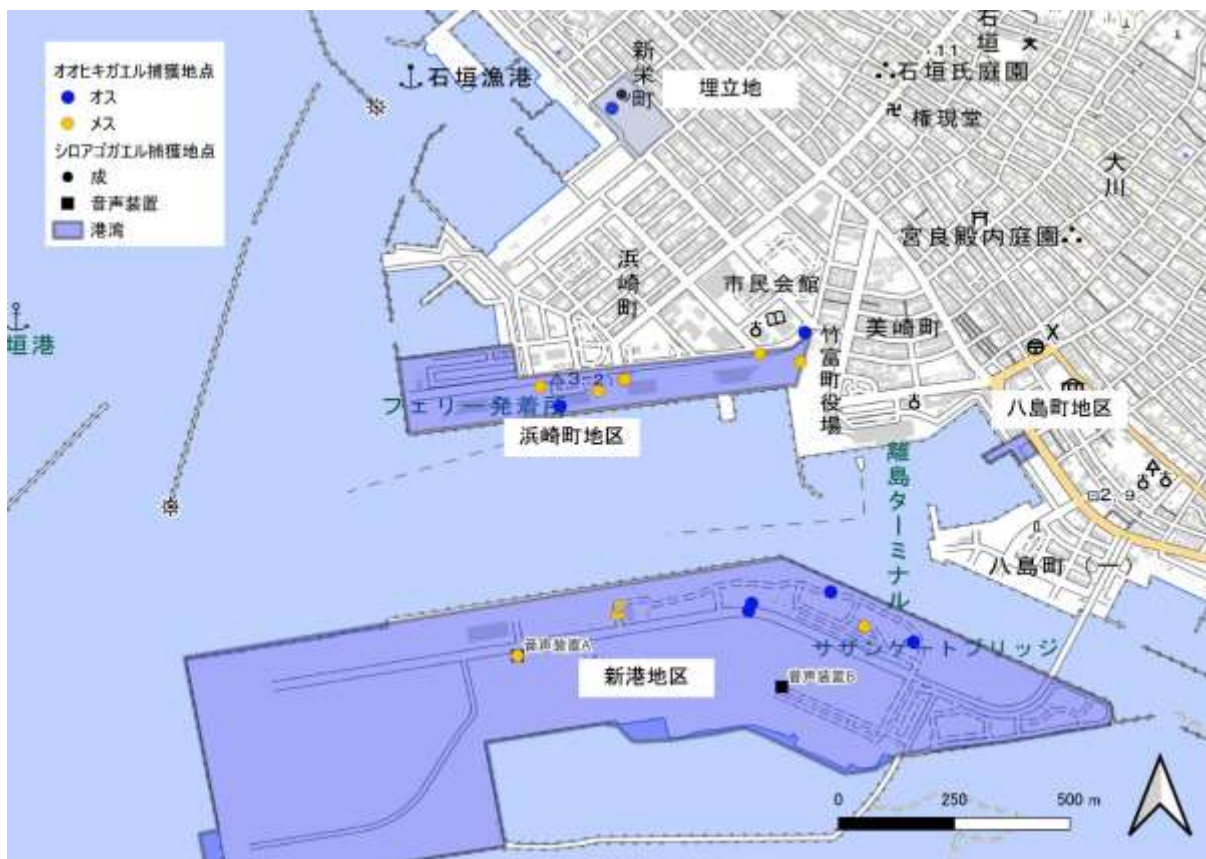 オオヒキガエル捕獲地点
オス
メス
シロアゴガエル捕獲地点
成
音声装置
港湾
石垣漁港
新栄町
埋立地
石垣
11
石垣氏庭園
権現堂
大川
宮良殿内庭園
浜崎町
市民会館
美崎町
竹富町役場
垣港
3.2
フェリー発着所
浜崎町地区
八島町地区
離島ターミナル
2.9
八島町(一)
サザンゲートブリッジ
音声装置A
新港地区
音声装置B
0 250 500 m